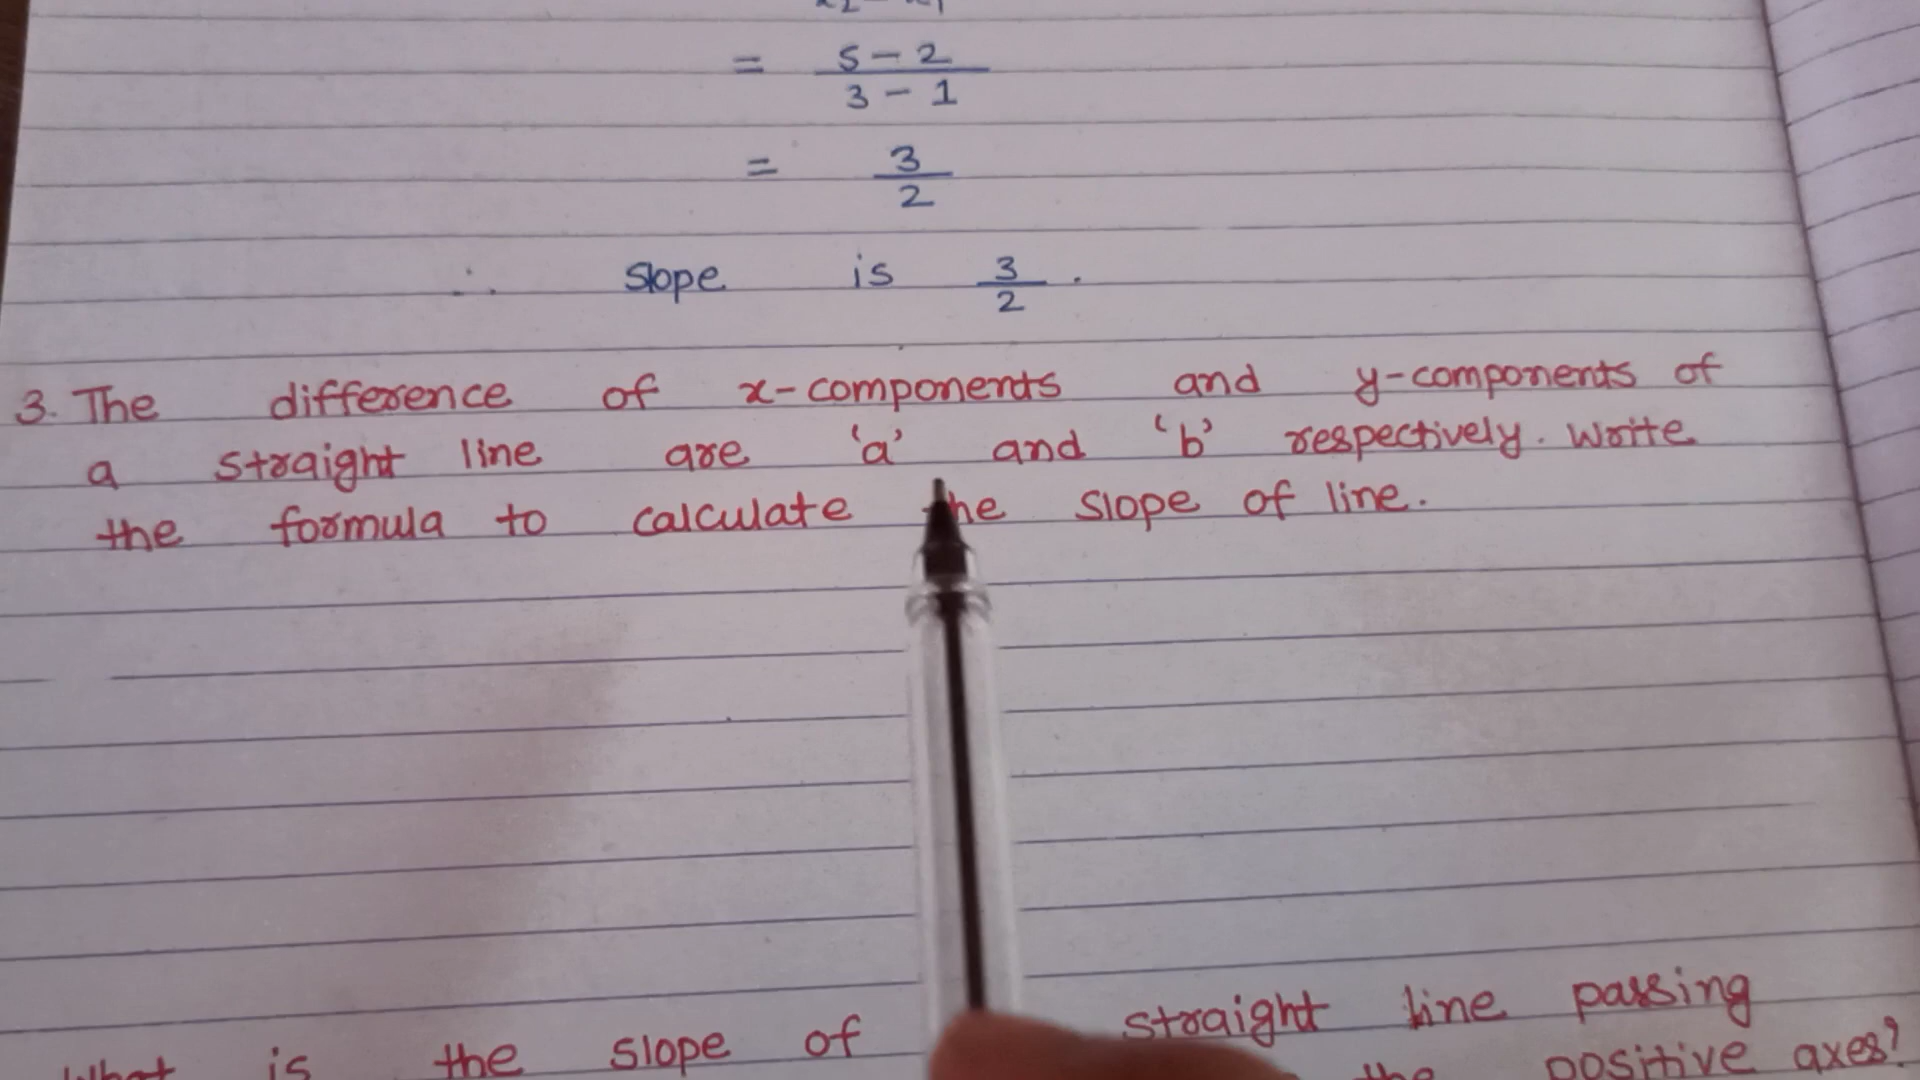 = 5 - 2
3 - 1
= 3
2
∴ Slope is 3
2 .
3. The difference of x-components and y-components of
a straight line are 'a' and 'b' respectively. Write
the formula to calculate the slope of line.
What is the slope of straight line passing
the positive axes?